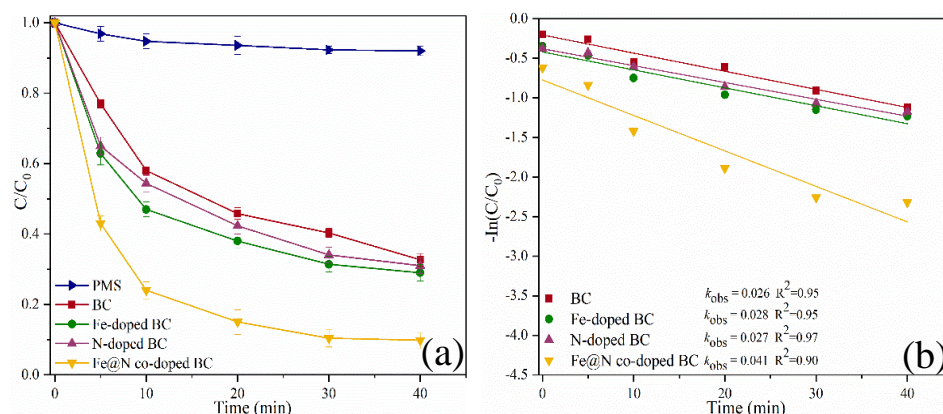 1.0
0.8
0.6
0.4
0.2
0.0
C/C0
PMS
BC
Fe-doped BC
N-doped BC
Fe@N co-doped BC
(a)
0 10 20 30 40
Time (min)
-0.0
-0.5
-1.0
-1.5
-2.0
-2.5
-3.0
-3.5
-4.0
-4.5
-In(C/C0)
BC kobs = 0.026 R2=0.95
Fe-doped BC kobs = 0.028 R2=0.95
N-doped BC kobs = 0.027 R2=0.97
Fe@N co-doped BC kobs = 0.041 R2=0.90
(b)
0 10 20 30 40
Time (min)